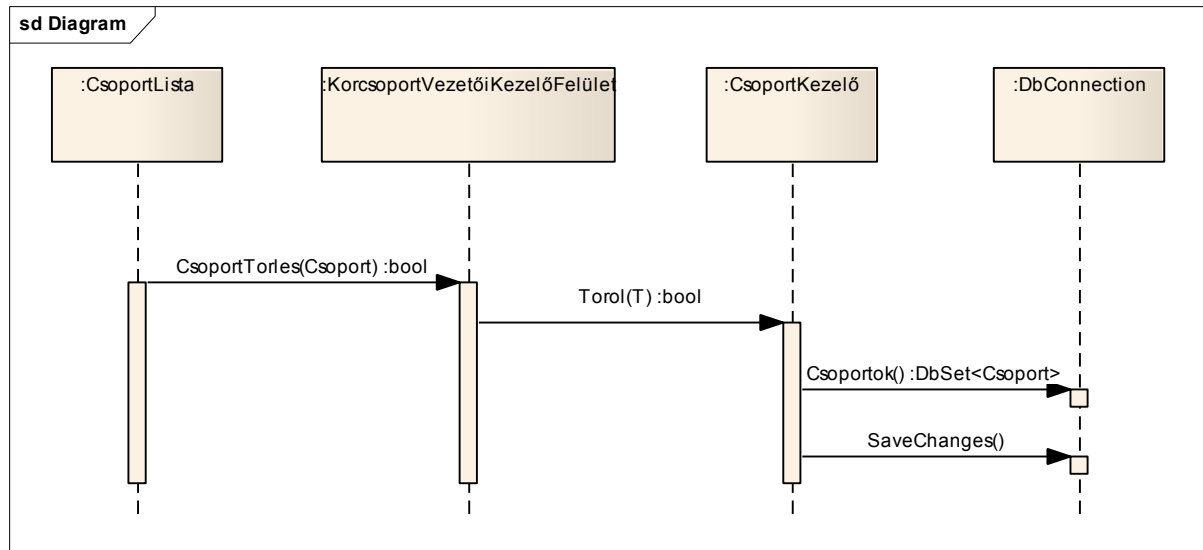 sd Diagram
:CsoportLista
:KorcsoportVezetőiKezelőFelület
:CsoportKezelő
:DbConnection
CsoportTorles(Csoport) :bool
Torol(T) :bool
Csoportok() :DbSet<Csoport>
SaveChanges()